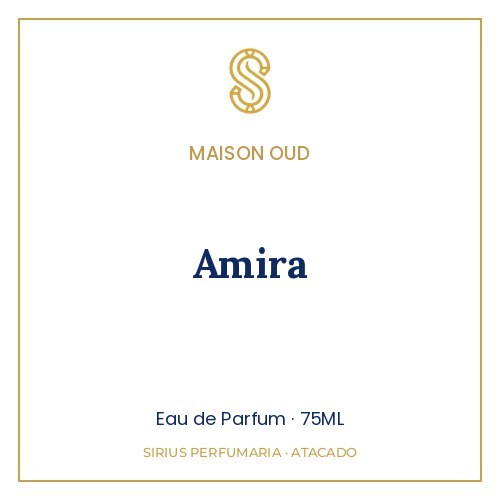 MAISON OUD
Amira
Eau de Parfum · 75ML
SIRIUS PERFUMARIA · ATACADO